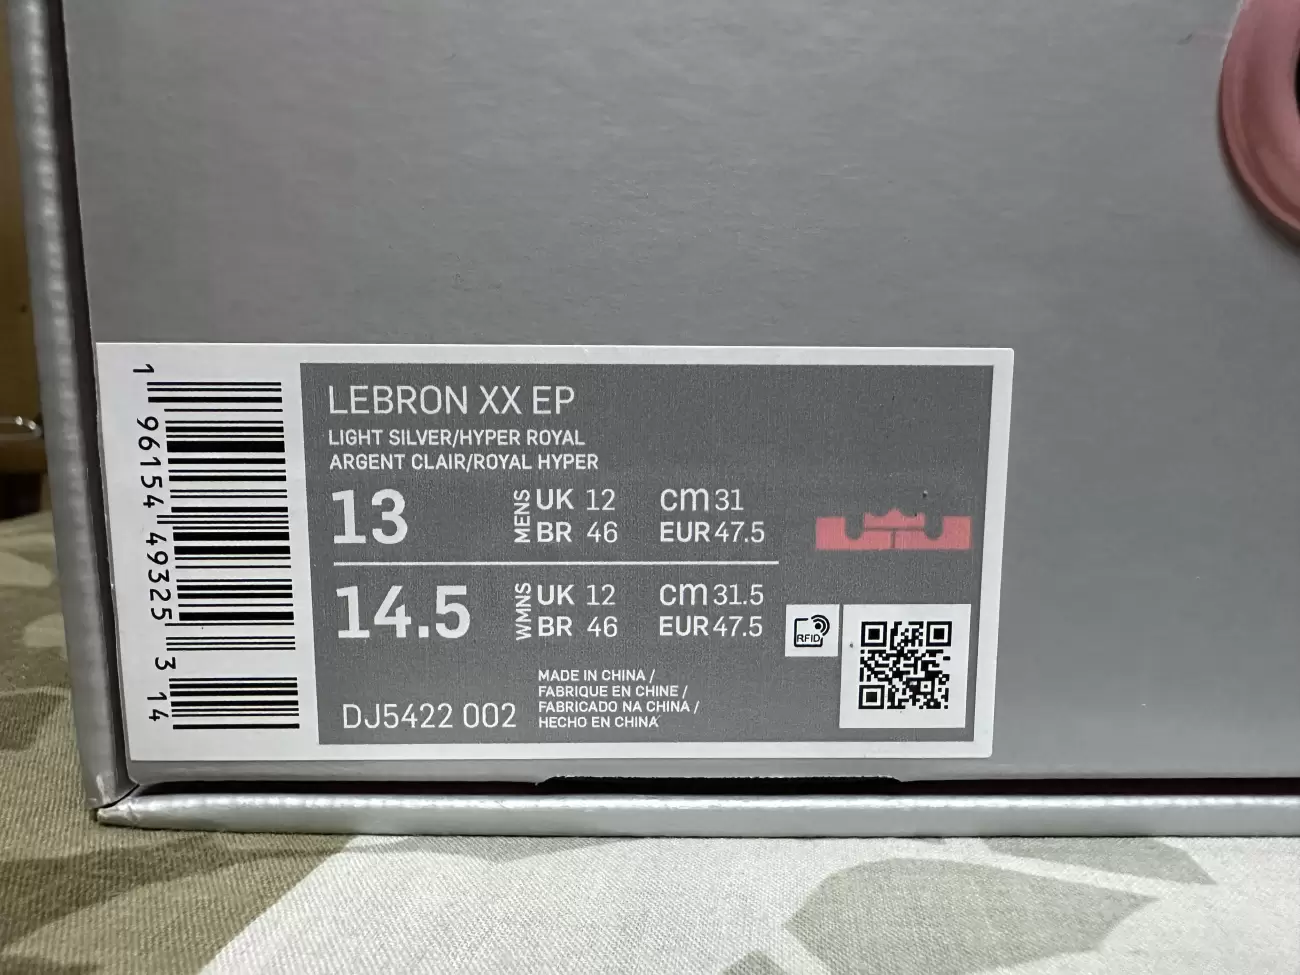 LEBRON XX EP
LIGHT SILVER/HYPER ROYAL
ARGENT CLAIR/ROYAL HYPER
13
MENS
UK 12 cm 31
BR 46 EUR 47.5
14.5
WMNS
UK 12 cm 31.5
BR 46 EUR 47.5
RFID
MADE IN CHINA /
FABRIQUE EN CHINE /
FABRICADO NA CHINA /
HECHO EN CHINA
DJ5422 002
1 96154 49325 3 14